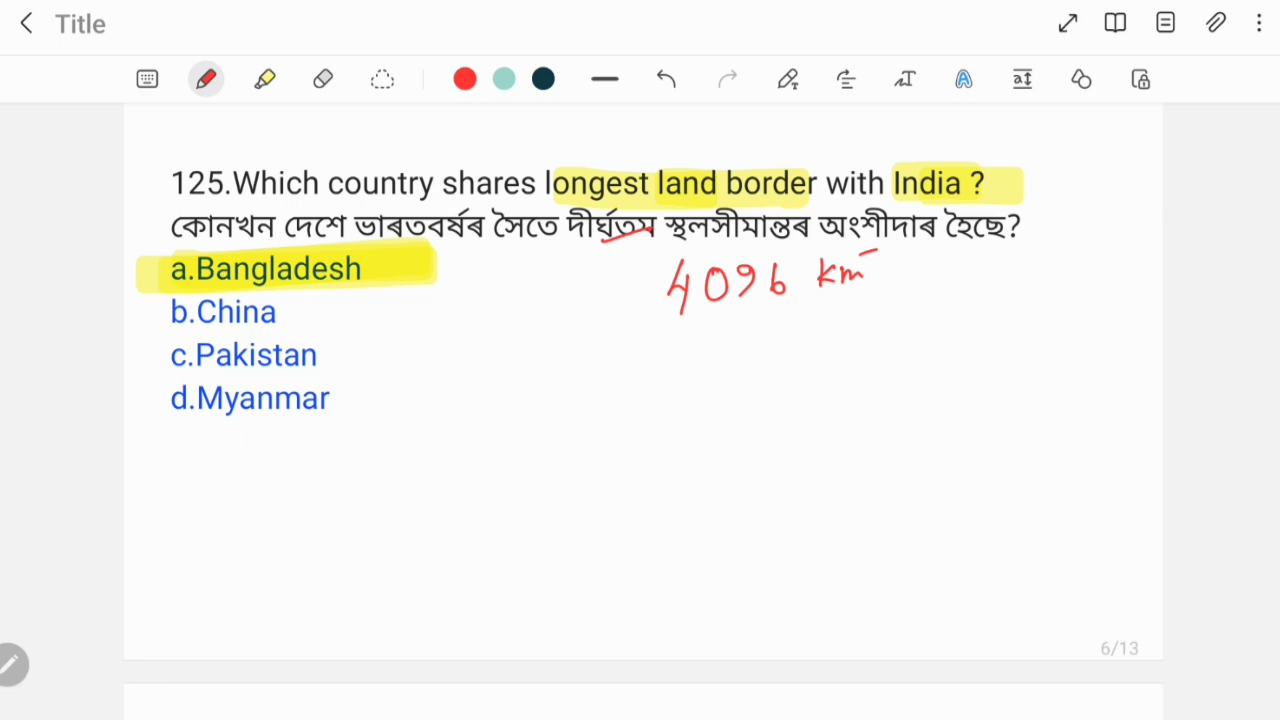 Title
125.Which country shares longest land border with India ?
কোনখন দেশে ভাৰতবৰ্ষৰ সৈতে দীৰ্ঘতম স্থলসীমান্তৰ অংশীদাৰ হৈছে?
a.Bangladesh
4096 km
b.China
c.Pakistan
d.Myanmar
6/13